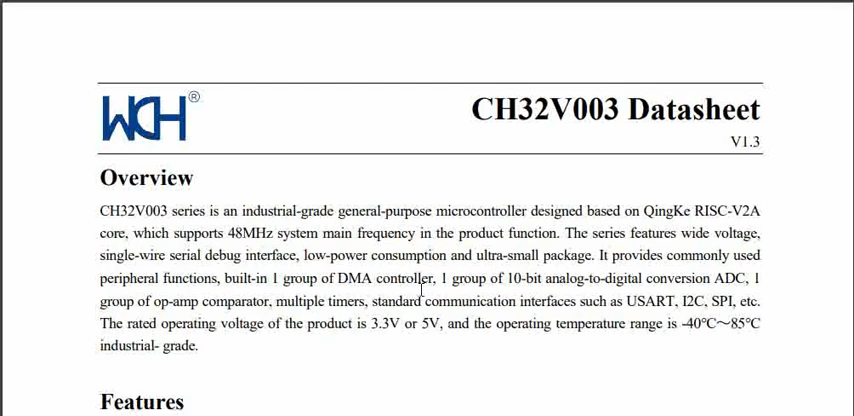 WCH®
CH32V003 Datasheet
V1.3
Overview
CH32V003 series is an industrial-grade general-purpose microcontroller designed based on QingKe RISC-V2A
core, which supports 48MHz system main frequency in the product function. The series features wide voltage,
single-wire serial debug interface, low-power consumption and ultra-small package. It provides commonly used
peripheral functions, built-in 1 group of DMA controller, 1 group of 10-bit analog-to-digital conversion ADC, 1
group of op-amp comparator, multiple timers, standard communication interfaces such as USART, I2C, SPI, etc.
The rated operating voltage of the product is 3.3V or 5V, and the operating temperature range is -40℃～85℃
industrial- grade.
Features